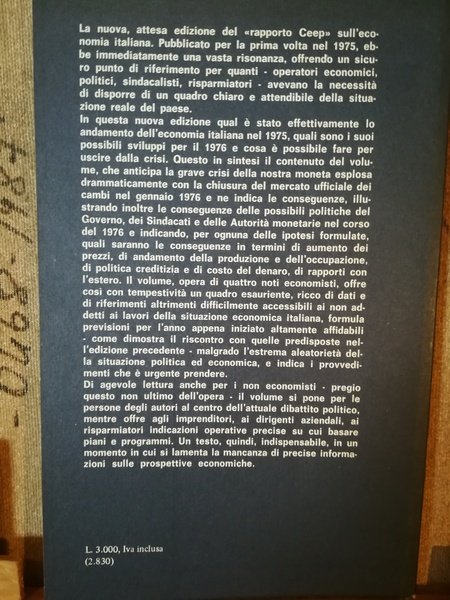 La nuova, attesa edizione del «rapporto Ceep» sull'eco-
nomia italiana. Pubblicato per la prima volta nel 1975, eb-
be immediatamente una vasta risonanza, offrendo un sicu-
ro punto di riferimento per quanti - operatori economici,
politici, sindacalisti, risparmiatori - avevano la necessità
di disporre di un quadro chiaro e attendibile della situa-
zione reale del paese.
In questa nuova edizione qual è stato effettivamente lo
andamento dell'economia italiana nel 1975, quali sono i suoi
possibili sviluppi per il 1976 e cosa è possibile fare per
uscire dalla crisi. Questo in sintesi il contenuto del volu-
me, che anticipa la grave crisi della nostra moneta esplosa
drammaticamente con la chiusura del mercato ufficiale dei
cambi nel gennaio 1976 e ne indica le conseguenze, illu-
strando inoltre le conseguenze delle possibili politiche del
Governo, dei Sindacati e delle Autorità monetarie nel corso
del 1976 e indicando, per ognuna delle ipotesi formulate,
quali saranno le conseguenze in termini di aumento dei
prezzi, di andamento della produzione e dell'occupazione,
di politica creditizia e di costo del denaro, di rapporti con
l'estero. Il volume, opera di quattro noti economisti, offre
così con tempestività un quadro esauriente, ricco di dati e
di riferimenti altrimenti difficilmente accessibili ai non ad-
detti ai lavori della situazione economica italiana, formula
previsioni per l'anno appena iniziato altamente affidabili
- come dimostra il riscontro con quelle predisposte nel-
l'edizione precedente - malgrado l'estrema aleatorietà del-
la situazione politica ed economica, e indica i provvedi-
menti che è urgente prendere.
Di agevole lettura anche per i non economisti - pregio
questo non ultimo dell'opera - il volume si pone per le
persone degli autori al centro dell'attuale dibattito politico,
mentre offre agli imprenditori, ai dirigenti aziendali, ai
risparmiatori indicazioni operative precise su cui basare
piani e programmi. Un testo, quindi, indispensabile, in un
momento in cui si lamenta la mancanza di precise informa-
zioni sulle prospettive economiche.
L. 3.000, Iva inclusa
(2.830)